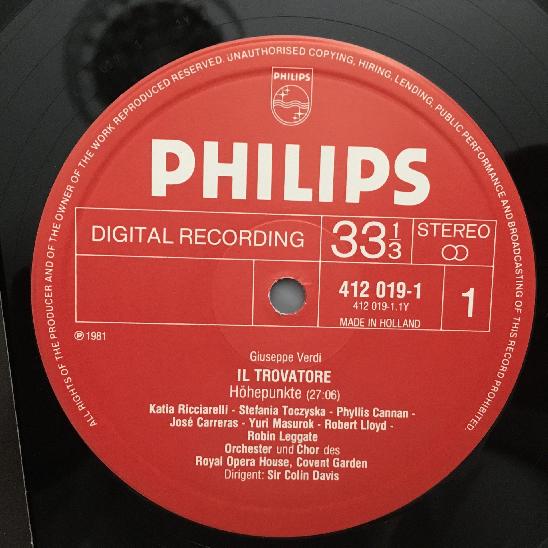 ALL RIGHTS OF THE PRODUCER AND OF THE OWNER OF THE WORK REPRODUCED RESERVED. UNAUTHORISED COPYING, HIRING, LENDING, PUBLIC PERFORMANCE AND BROADCASTING OF THIS RECORD PROHIBITED.
PHILIPS
PHILIPS
DIGITAL RECORDING
33 1/3
STEREO
412 019-1
412 019-1.1Y
MADE IN HOLLAND
1
℗ 1981
Giuseppe Verdi
IL TROVATORE
Höhepunkte (27:06)
Katia Ricciarelli - Stefania Toczyska - Phyllis Cannan -
José Carreras - Yuri Masurok - Robert Lloyd -
Robin Leggate
Orchester und Chor des
Royal Opera House, Covent Garden
Dirigent: Sir Colin Davis